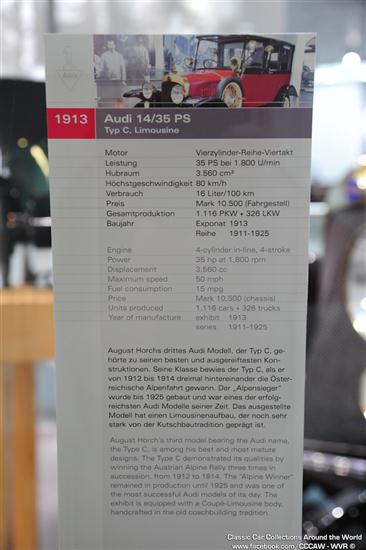 1913 Audi 14/35 PS
Typ C, Limousine
Motor Vierzylinder-Reihe-Viertakt
Leistung 35 PS bei 1.800 U/min
Hubraum 3.560 cm³
Höchstgeschwindigkeit 80 km/h
Verbrauch 16 Liter/100 km
Preis Mark 10.500 (Fahrgestell)
Gesamtproduktion 1.116 PKW + 326 LKW
Baujahr Exponat 1913
Reihe 1911-1925
Engine 4-cylinder in-line, 4-stroke
Power 35 hp at 1,800 rpm
Displacement 3,560 cc
Maximum speed 50 mph
Fuel consumption 15 mpg
Price Mark 10,500 (chassis)
Units produced 1,116 cars + 326 trucks
Year of manufacture exhibit 1913
series 1911-1925
August Horchs drittes Audi Modell, der Typ C, ge-
hörte zu seinen besten und ausgereiftesten Kon-
struktionen. Seine Klasse bewies der Typ C, als er
von 1912 bis 1914 dreimal hintereinander die Öster-
reichische Alpenfahrt gewann. Der „Alpensieger"
wurde bis 1925 gebaut und war eines der erfolg-
reichsten Audi Modelle seiner Zeit. Das ausgestellte
Modell hat einen Limousinenaufbau, der noch sehr
stark von der Kutschbautradition geprägt ist.
August Horch's third model bearing the Audi name,
the Type C, is among his best and most mature
designs. The Type C demonstrated its qualities by
winning the Austrian Alpine Rally three times in
succession, from 1912 to 1914. The "Alpine Winner"
remained in production until 1925 and was one of
the most successful Audi models of its day. The
exhibit is equipped with a Coupé-Limousine body,
handcrafted in the old coachbuilding tradition.
Classic Car Collections Around the World
www.facebook.com/CCCAW - WVR ©